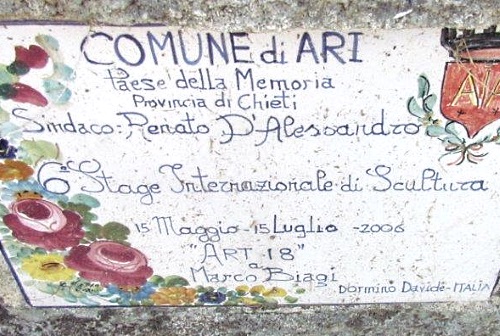 COMUNE di ARI
Paese della Memoria
Provincia di Chieti
Sindaco: Renato D'Alessandro
6° Stage Internazionale di Scultura
15 Maggio - 15 Luglio - 2006
"ART. 18"
a
Marco Biagi
Dormino Davide - ITALIA